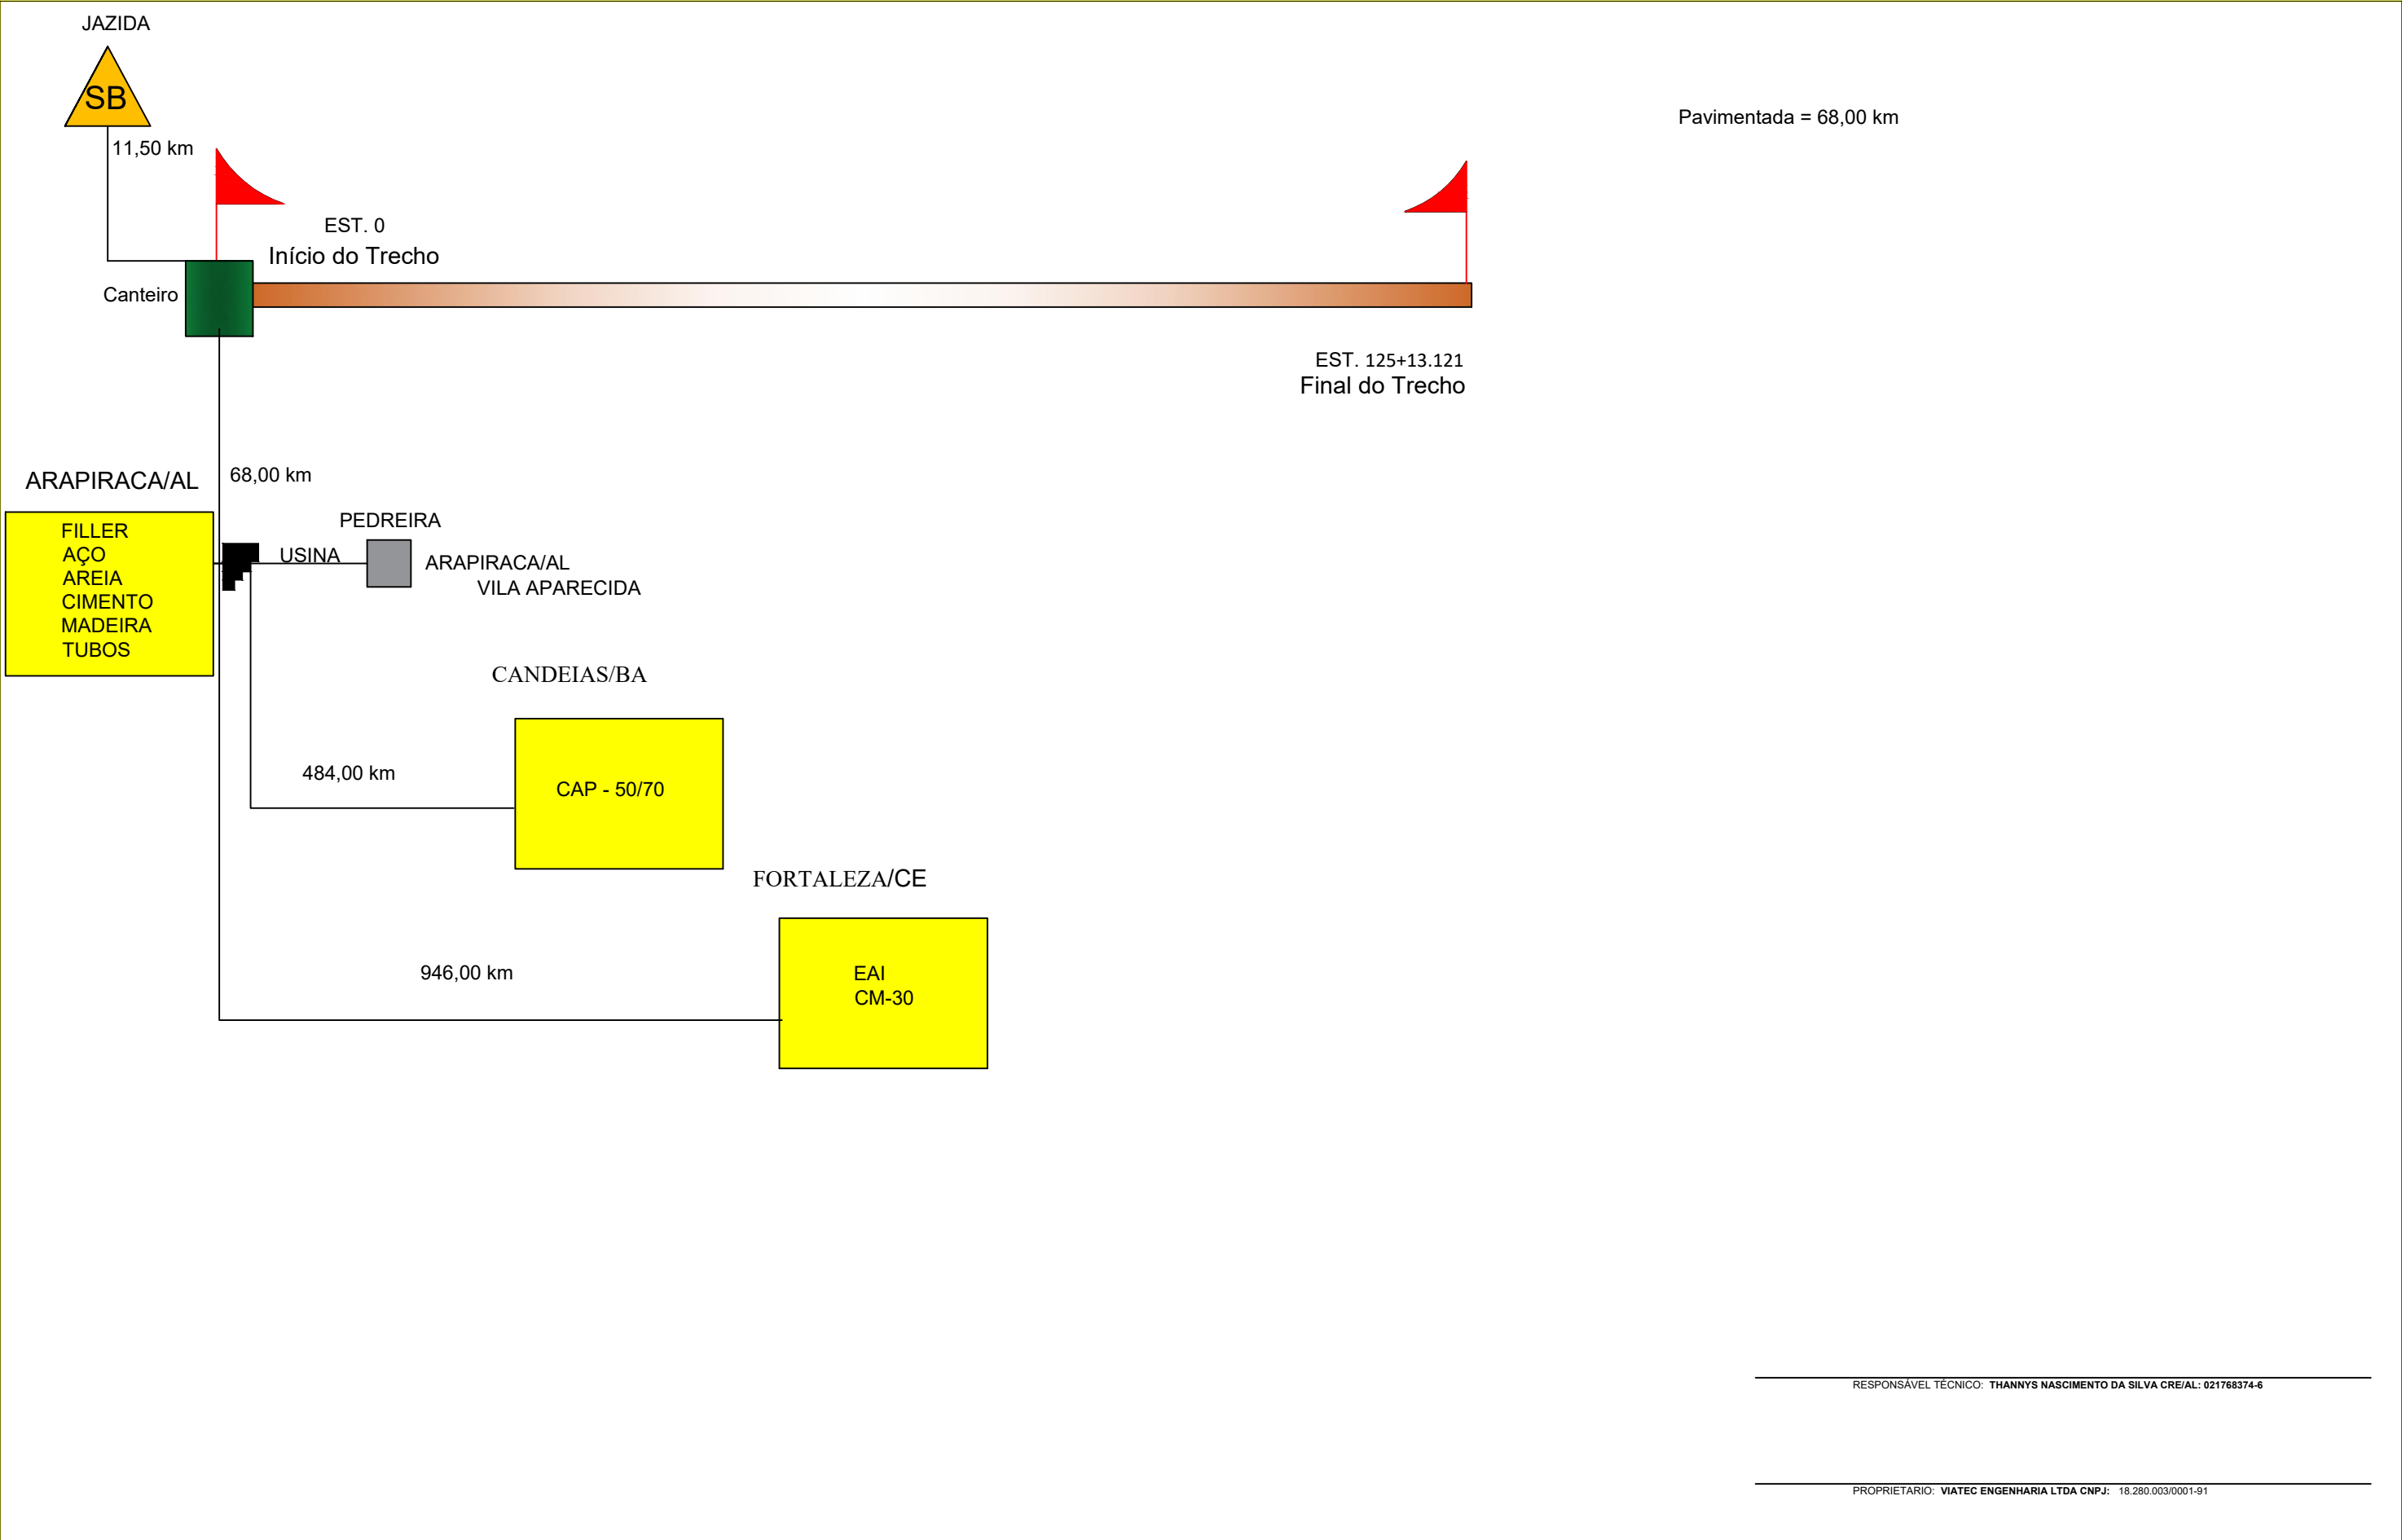 JAZIDA
SB
11,50 km
Pavimentada = 68,00 km
EST. 0
Início do Trecho
Canteiro
EST. 125+13.121
Final do Trecho
68,00 km
ARAPIRACA/AL
FILLER
AÇO
AREIA
CIMENTO
MADEIRA
TUBOS
USINA
PEDREIRA
ARAPIRACA/AL
VILA APARECIDA
CANDEIAS/BA
484,00 km
CAP - 50/70
FORTALEZA/CE
946,00 km
EAI
CM-30
RESPONSÁVEL TÉCNICO: THANNYS NASCIMENTO DA SILVA CRE/AL: 021768374-6
PROPRIETARIO: VIATEC ENGENHARIA LTDA CNPJ: 18.280.003/0001-91